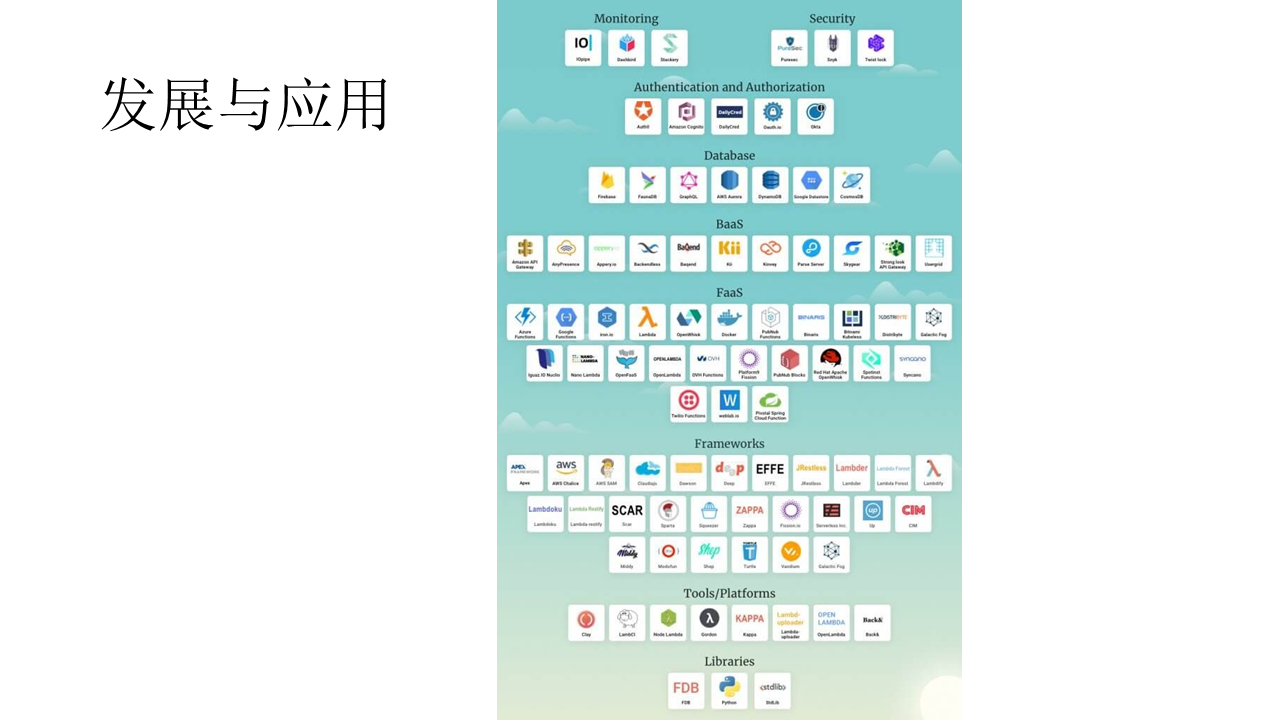 发展与应用
Monitoring
Security
IO|
PureSec
IOpipe
Dashbird
Stackery
Puresec
Snyk
Twist lock
Authentication and Authorization
DailyCred
Auth0
Amazon Cognito
DailyCred
Oauth.io
Okta
Database
Firebase
FaunaDB
GraphQL
AWS Aurora
DynamoDB
Google Datastore
CosmosDB
BaaS
appery
BaQend
Kii
Amazon API Gateway
AnyPresence
Appery.io
Backendless
Baqend
Kii
Kinvey
Parse Server
Skygear
Strong look API Gateway
Usergrid
FaaS
BINARIS
Azure Functions
Google Functions
Iron.io
Lambda
OpenWhisk
Docker
PubNub Functions
Binaris
Bitnami Kubeless
Distribyte
Galactic Fog
NANO-LAMBDA
OPENLAMBDA
OVH
SYNCANO
Iguaz IO Nuclio
Nano Lambda
OpenFaaS
OpenLambda
OVH Functions
Platform9 Fission
PubNub Blocks
Red Hat Apache OpenWhisk
Spotinst Functions
Syncano
W
Twilio Functions
weblab.io
Pivotal Spring Cloud Function
Frameworks
APEX
aws
deep
EFFE
JRestless
Lambder
Lambda Forest
Apex
AWS Chalice
AWS SAM
Claudiajs
Dawson
Deep
EFFE
JRestless
Lambder
Lambda Forest
Lambdify
Lambdoku
Lambda Restify
SCAR
ZAPPA
up
CIM
Lambdoku
Lambda-restify
Scar
Sparta
Squeezer
Zappa
Fission.io
Serverless Inc.
Up
CIM
Middy
Shep
TURTLE
Middy
Modofun
Shep
Turtle
Vandium
Galactic Fog
Tools/Platforms
KAPPA
Lambd-uploader
OPEN LAMBDA
Back&
Clay
LambCI
Node Lambda
Gordon
Kappa
Lambda-uploader
OpenLambda
Back&
Libraries
FDB
<stdlib>
FDB
Python
StdLib